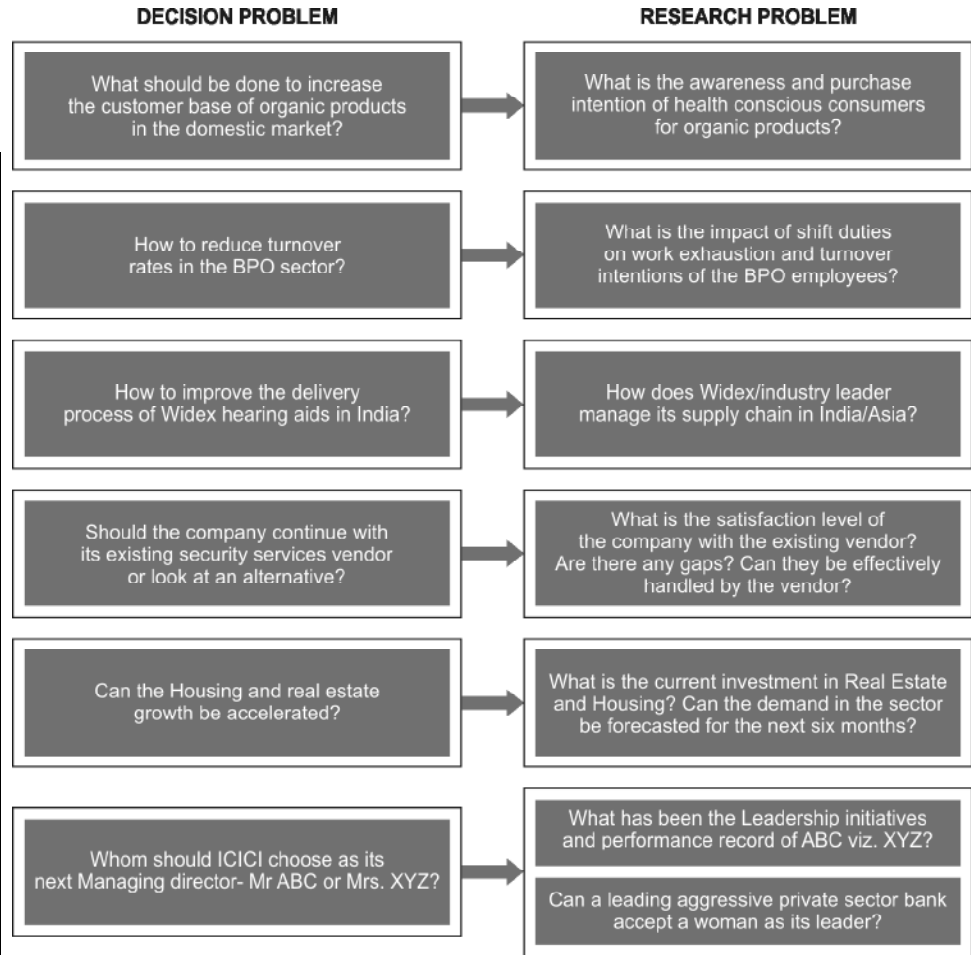 DECISION PROBLEM
RESEARCH PROBLEM
What should be done to increase
the customer base of organic products
in the domestic market?
What is the awareness and purchase
intention of health conscious consumers
for organic products?
How to reduce turnover
rates in the BPO sector?
What is the impact of shift duties
on work exhaustion and turnover
intentions of the BPO employees?
How to improve the delivery
process of Widex hearing aids in India?
How does Widex/industry leader
manage its supply chain in India/Asia?
Should the company continue with
its existing security services vendor
or look at an alternative?
What is the satisfaction level of
the company with the existing vendor?
Are there any gaps? Can they be effectively
handled by the vendor?
Can the Housing and real estate
growth be accelerated?
What is the current investment in Real Estate
and Housing? Can the demand in the sector
be forecasted for the next six months?
Whom should ICICI choose as its
next Managing director- Mr ABC or Mrs. XYZ?
What has been the Leadership initiatives
and performance record of ABC viz. XYZ?
Can a leading aggressive private sector bank
accept a woman as its leader?